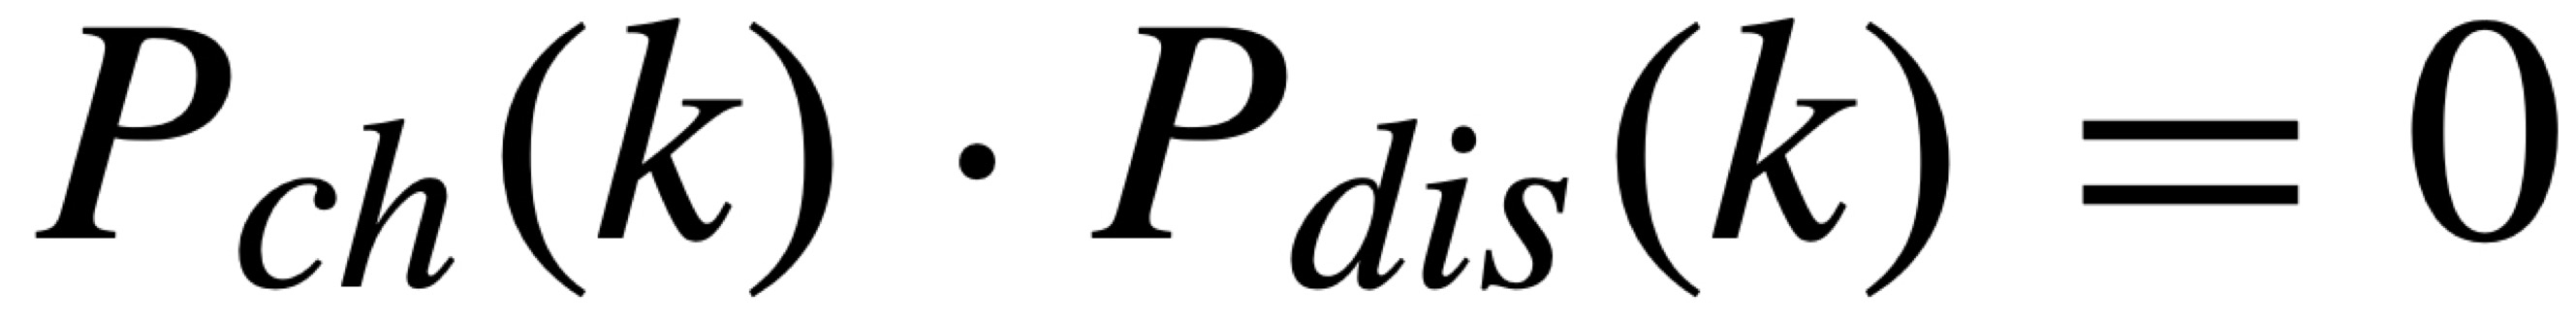 P_{ch}(k) · P_{dis}(k) = 0